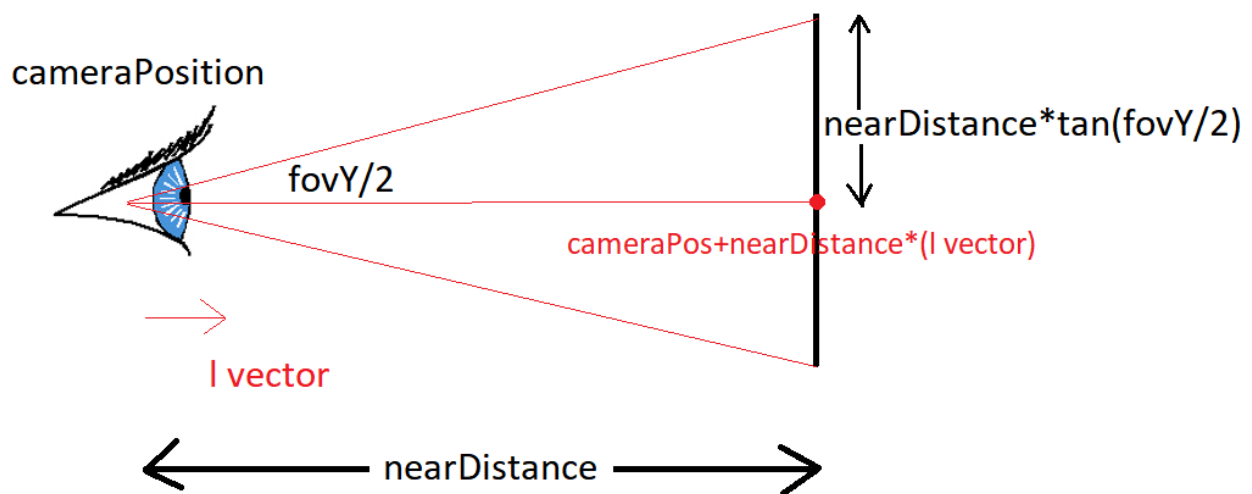 cameraPosition
nearDistance*tan(fovY/2)
fovY/2
cameraPos+nearDistance*(l vector)
l vector
nearDistance